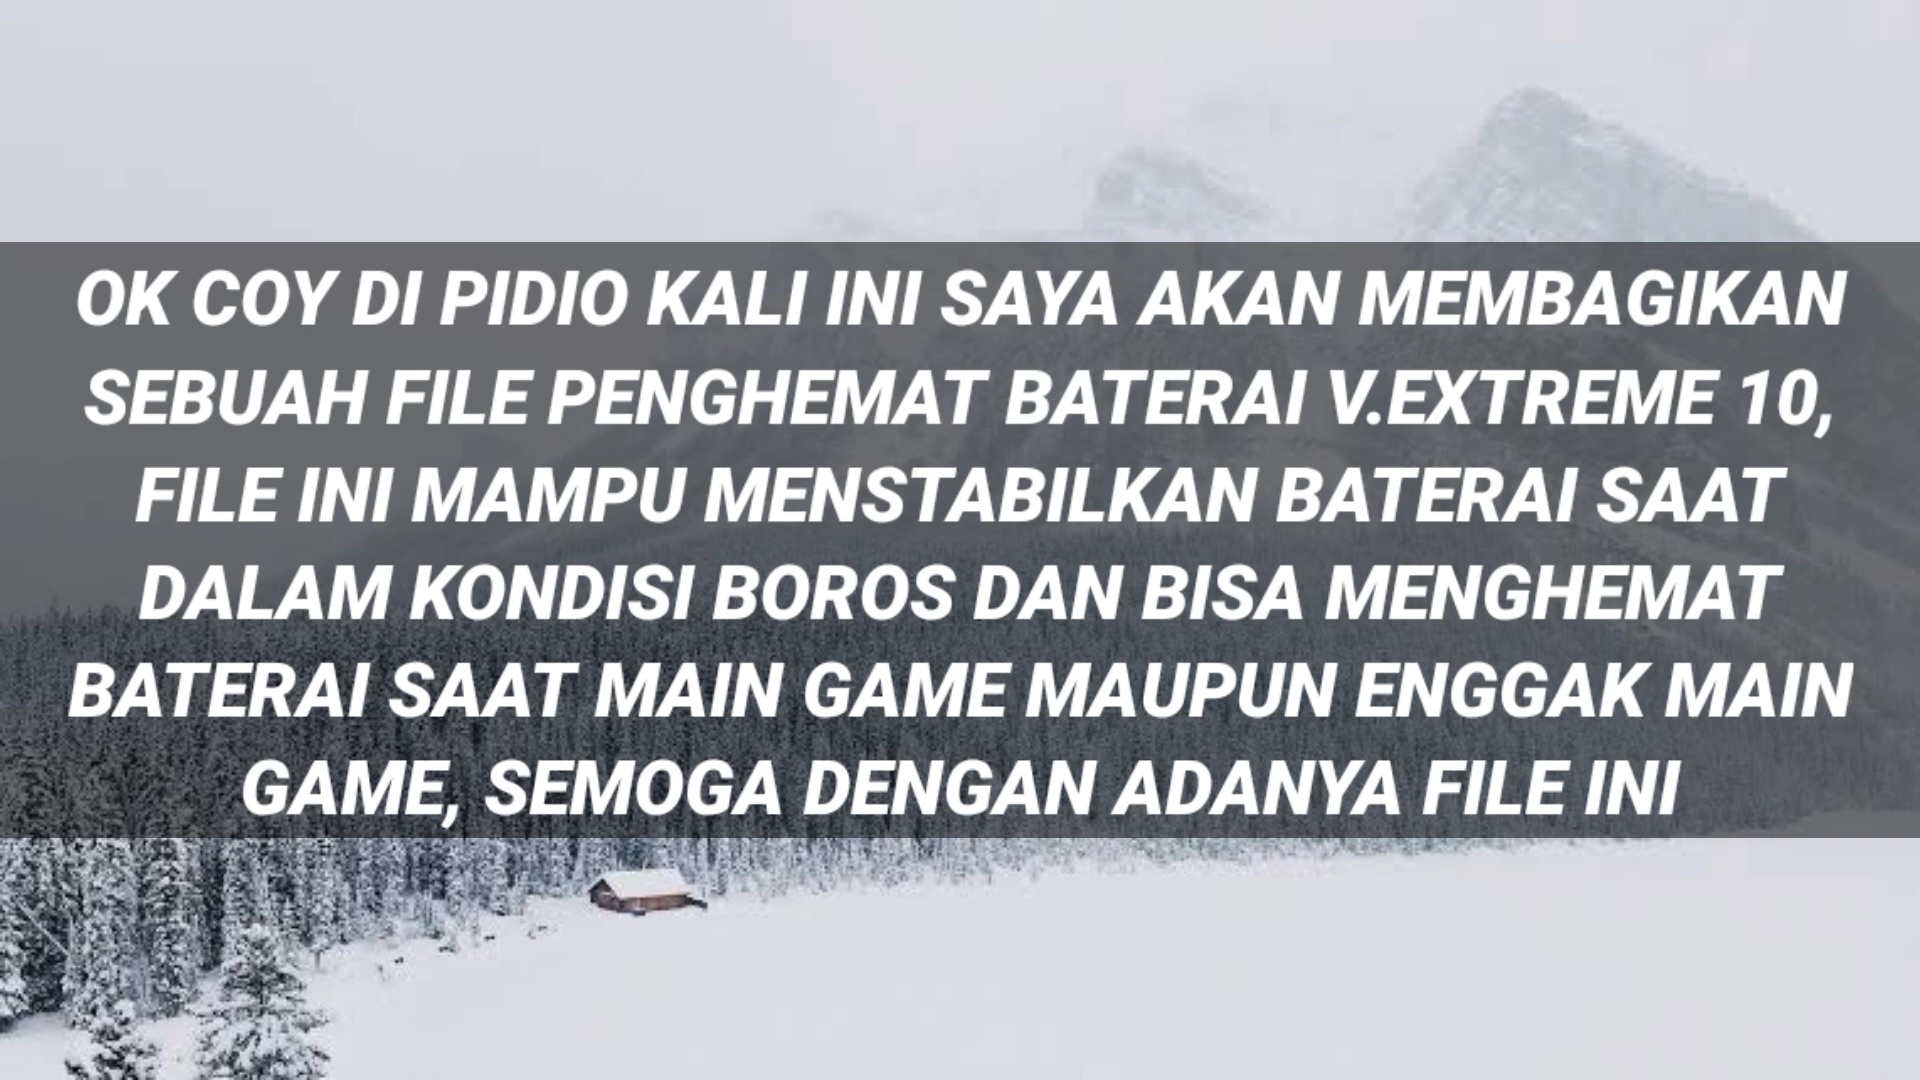 OK COY DI PIDIO KALI INI SAYA AKAN MEMBAGIKAN
SEBUAH FILE PENGHEMAT BATERAI V.EXTREME 10,
FILE INI MAMPU MENSTABILKAN BATERAI SAAT
DALAM KONDISI BOROS DAN BISA MENGHEMAT
BATERAI SAAT MAIN GAME MAUPUN ENGGAK MAIN
GAME, SEMOGA DENGAN ADANYA FILE INI